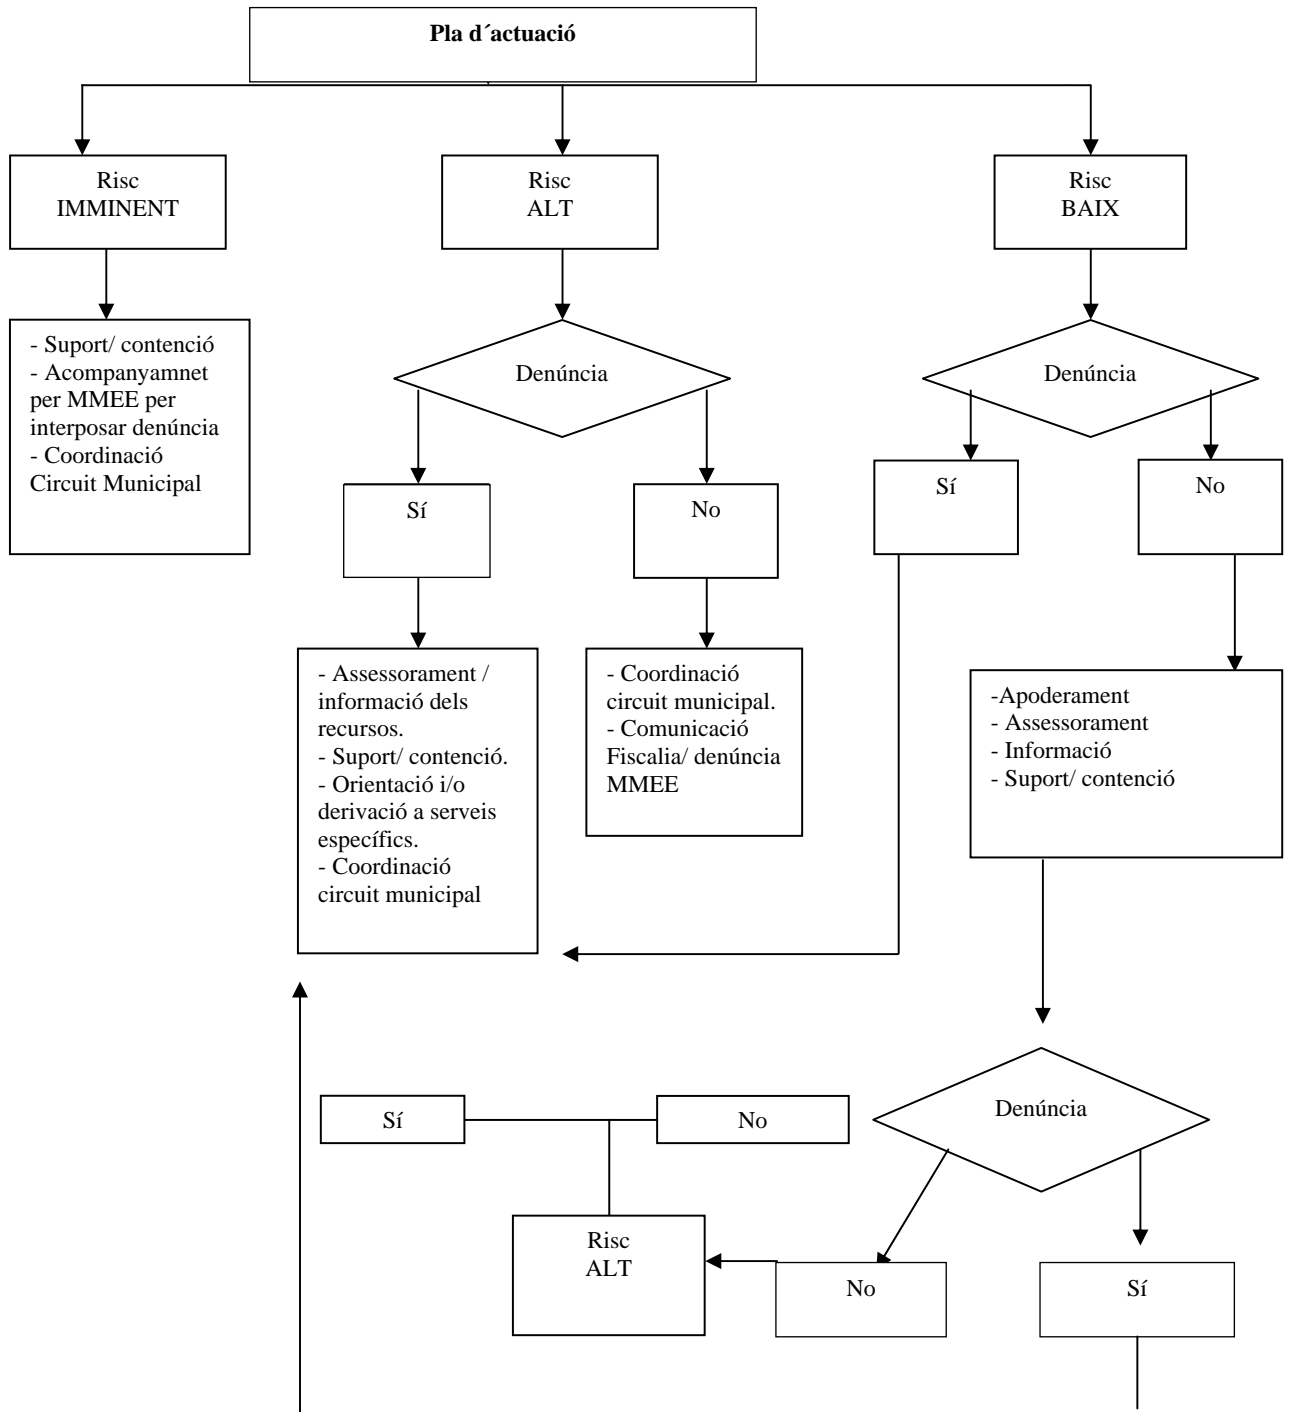 Pla d´actuació
Risc
IMMINENT
Risc
ALT
Risc
BAIX
- Suport/ contenció
- Acompanyamnet
per MMEE per
interposar denúncia
- Coordinació
Circuit Municipal
Denúncia
Denúncia
Sí
No
Sí
No
- Assessorament /
informació dels
recursos.
- Suport/ contenció.
- Orientació i/o
derivació a serveis
específics.
- Coordinació
circuit municipal
- Coordinació
circuit municipal.
- Comunicació
Fiscalia/ denúncia
MMEE
-Apoderament
- Assessorament
- Informació
- Suport/ contenció
Denúncia
Sí
No
Risc
ALT
No
Sí